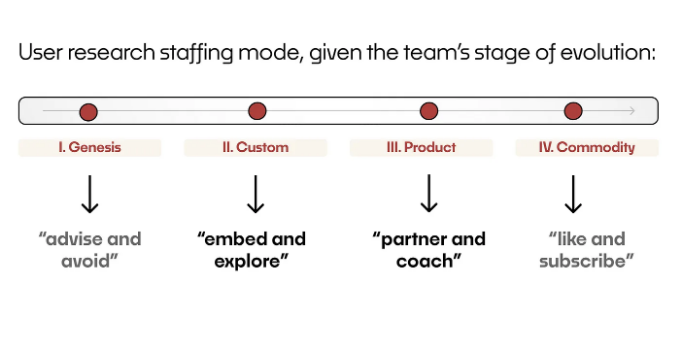 User research staffing mode, given the team's stage of evolution:
I. Genesis
II. Custom
III. Product
IV. Commodity
"advise and
avoid"
"embed and
explore"
"partner and
coach"
"like and
subscribe"